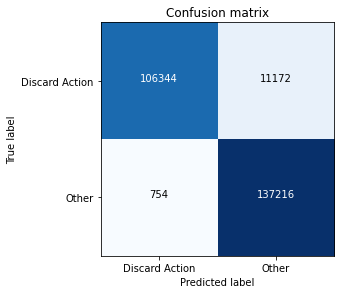 Confusion matrix
True label
Discard Action
106344
11172
Other
754
137216
Discard Action
Other
Predicted label